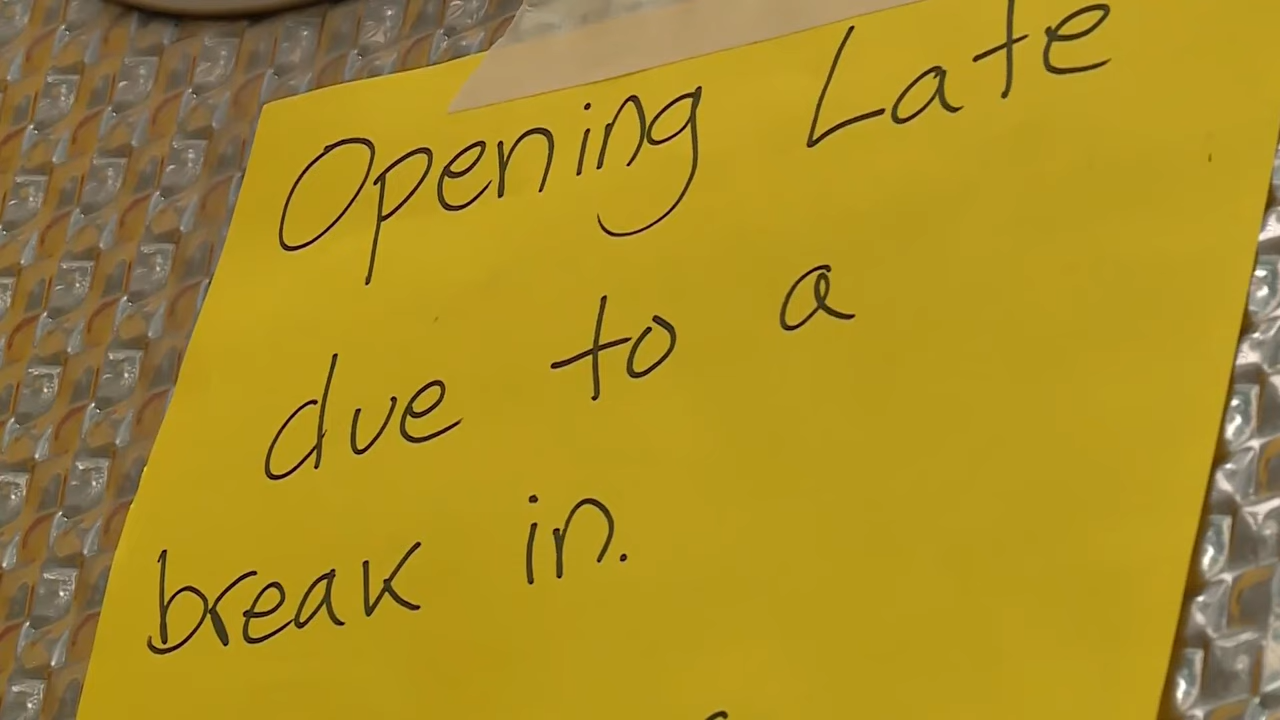 Opening Late
due to a
break in.